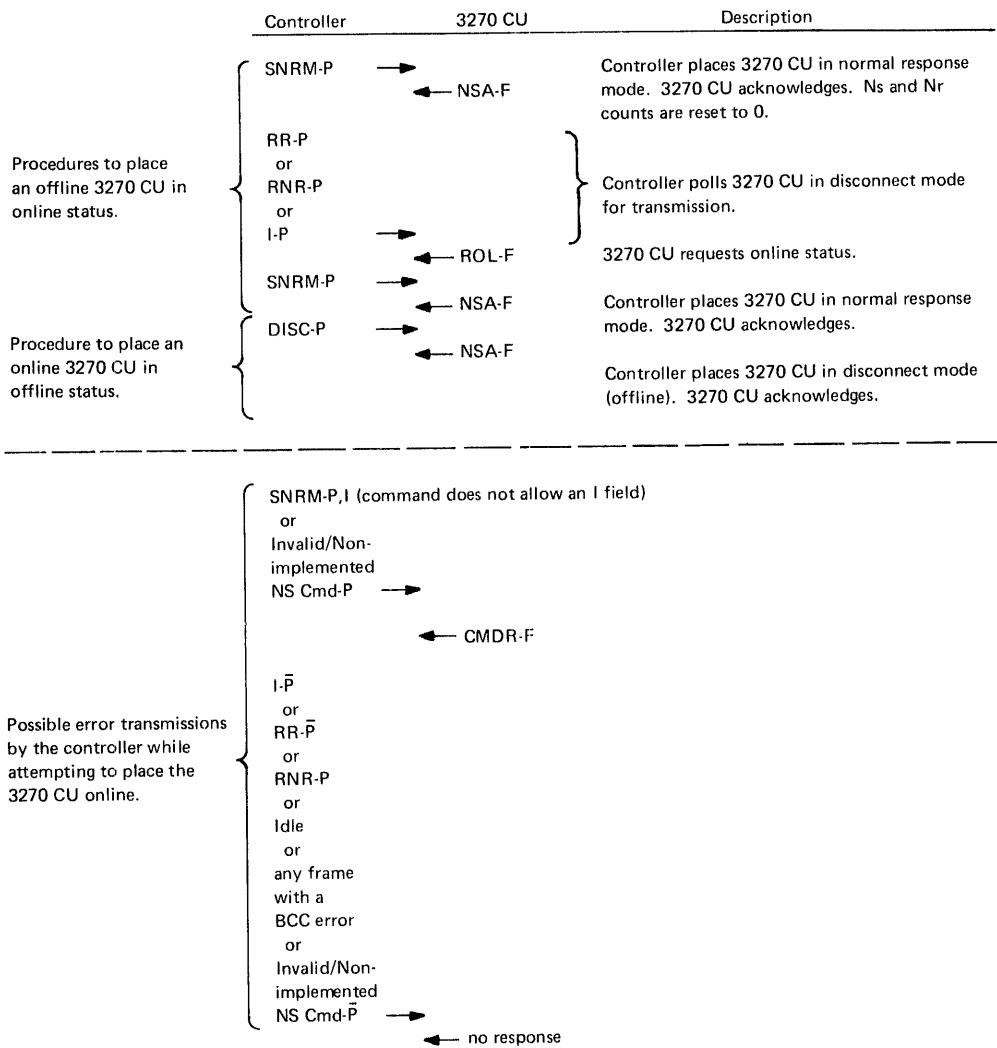 Controller 3270 CU Description
SNRM-P
NSA-F
Controller places 3270 CU in normal response
mode. 3270 CU acknowledges. Ns and Nr
counts are reset to 0.
Procedures to place
an offline 3270 CU in
online status.
RR-P
or
RNR-P
or
I-P
Controller polls 3270 CU in disconnect mode
for transmission.
ROL-F
3270 CU requests online status.
SNRM-P
NSA-F
Controller places 3270 CU in normal response
mode. 3270 CU acknowledges.
Procedure to place an
online 3270 CU in
offline status.
DISC-P
NSA-F
Controller places 3270 CU in disconnect mode
(offline). 3270 CU acknowledges.
SNRM-P,I (command does not allow an I field)
or
Invalid/Non-
implemented
NS Cmd-P
CMDR-F
Possible error transmissions
by the controller while
attempting to place the
3270 CU online.
I-P̄
or
RR-P̄
or
RNR-P
or
Idle
or
any frame
with a
BCC error
or
Invalid/Non-
implemented
NS Cmd-P̄
no response